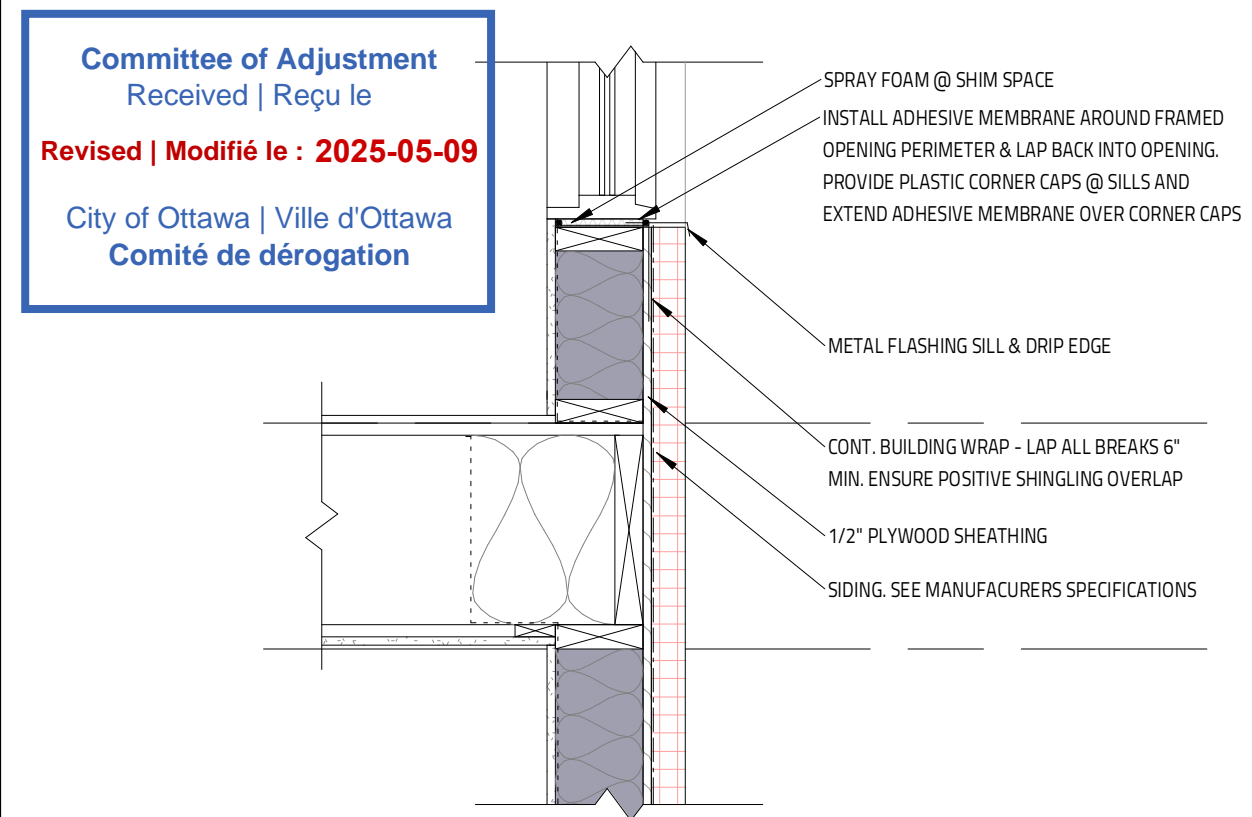 Committee of Adjustment
Received | Reçu le
Revised | Modifié le : 2025-05-09
City of Ottawa | Ville d'Ottawa
Comité de dérogation
SPRAY FOAM @ SHIM SPACE
INSTALL ADHESIVE MEMBRANE AROUND FRAMED
OPENING PERIMETER & LAP BACK INTO OPENING.
PROVIDE PLASTIC CORNER CAPS @ SILLS AND
EXTEND ADHESIVE MEMBRANE OVER CORNER CAPS
METAL FLASHING SILL & DRIP EDGE
CONT. BUILDING WRAP - LAP ALL BREAKS 6"
MIN. ENSURE POSITIVE SHINGLING OVERLAP
1/2" PLYWOOD SHEATHING
SIDING. SEE MANUFACURERS SPECIFICATIONS